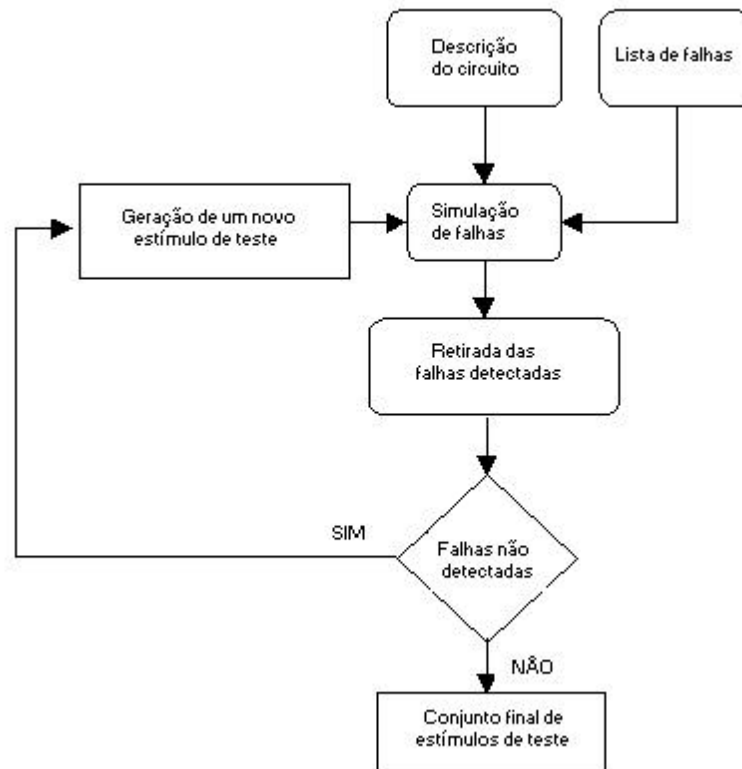 Descrição
do circuito
Lista de falhas
Geração de um novo
estímulo de teste
Simulação
de falhas
Retirada das
falhas detectadas
SIM
Falhas não
detectadas
NÂO
Conjunto final de
estímulos de teste